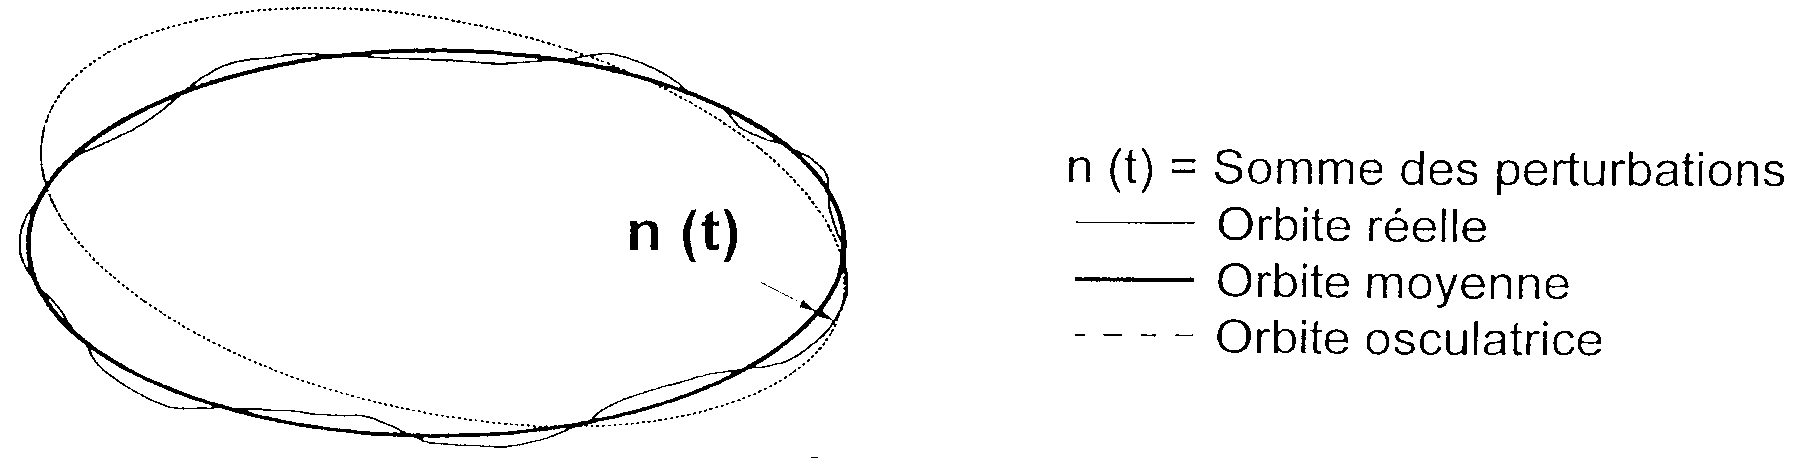 n (t)
n (t) = Somme des perturbations
Orbite réelle
Orbite moyenne
Orbite osculatrice